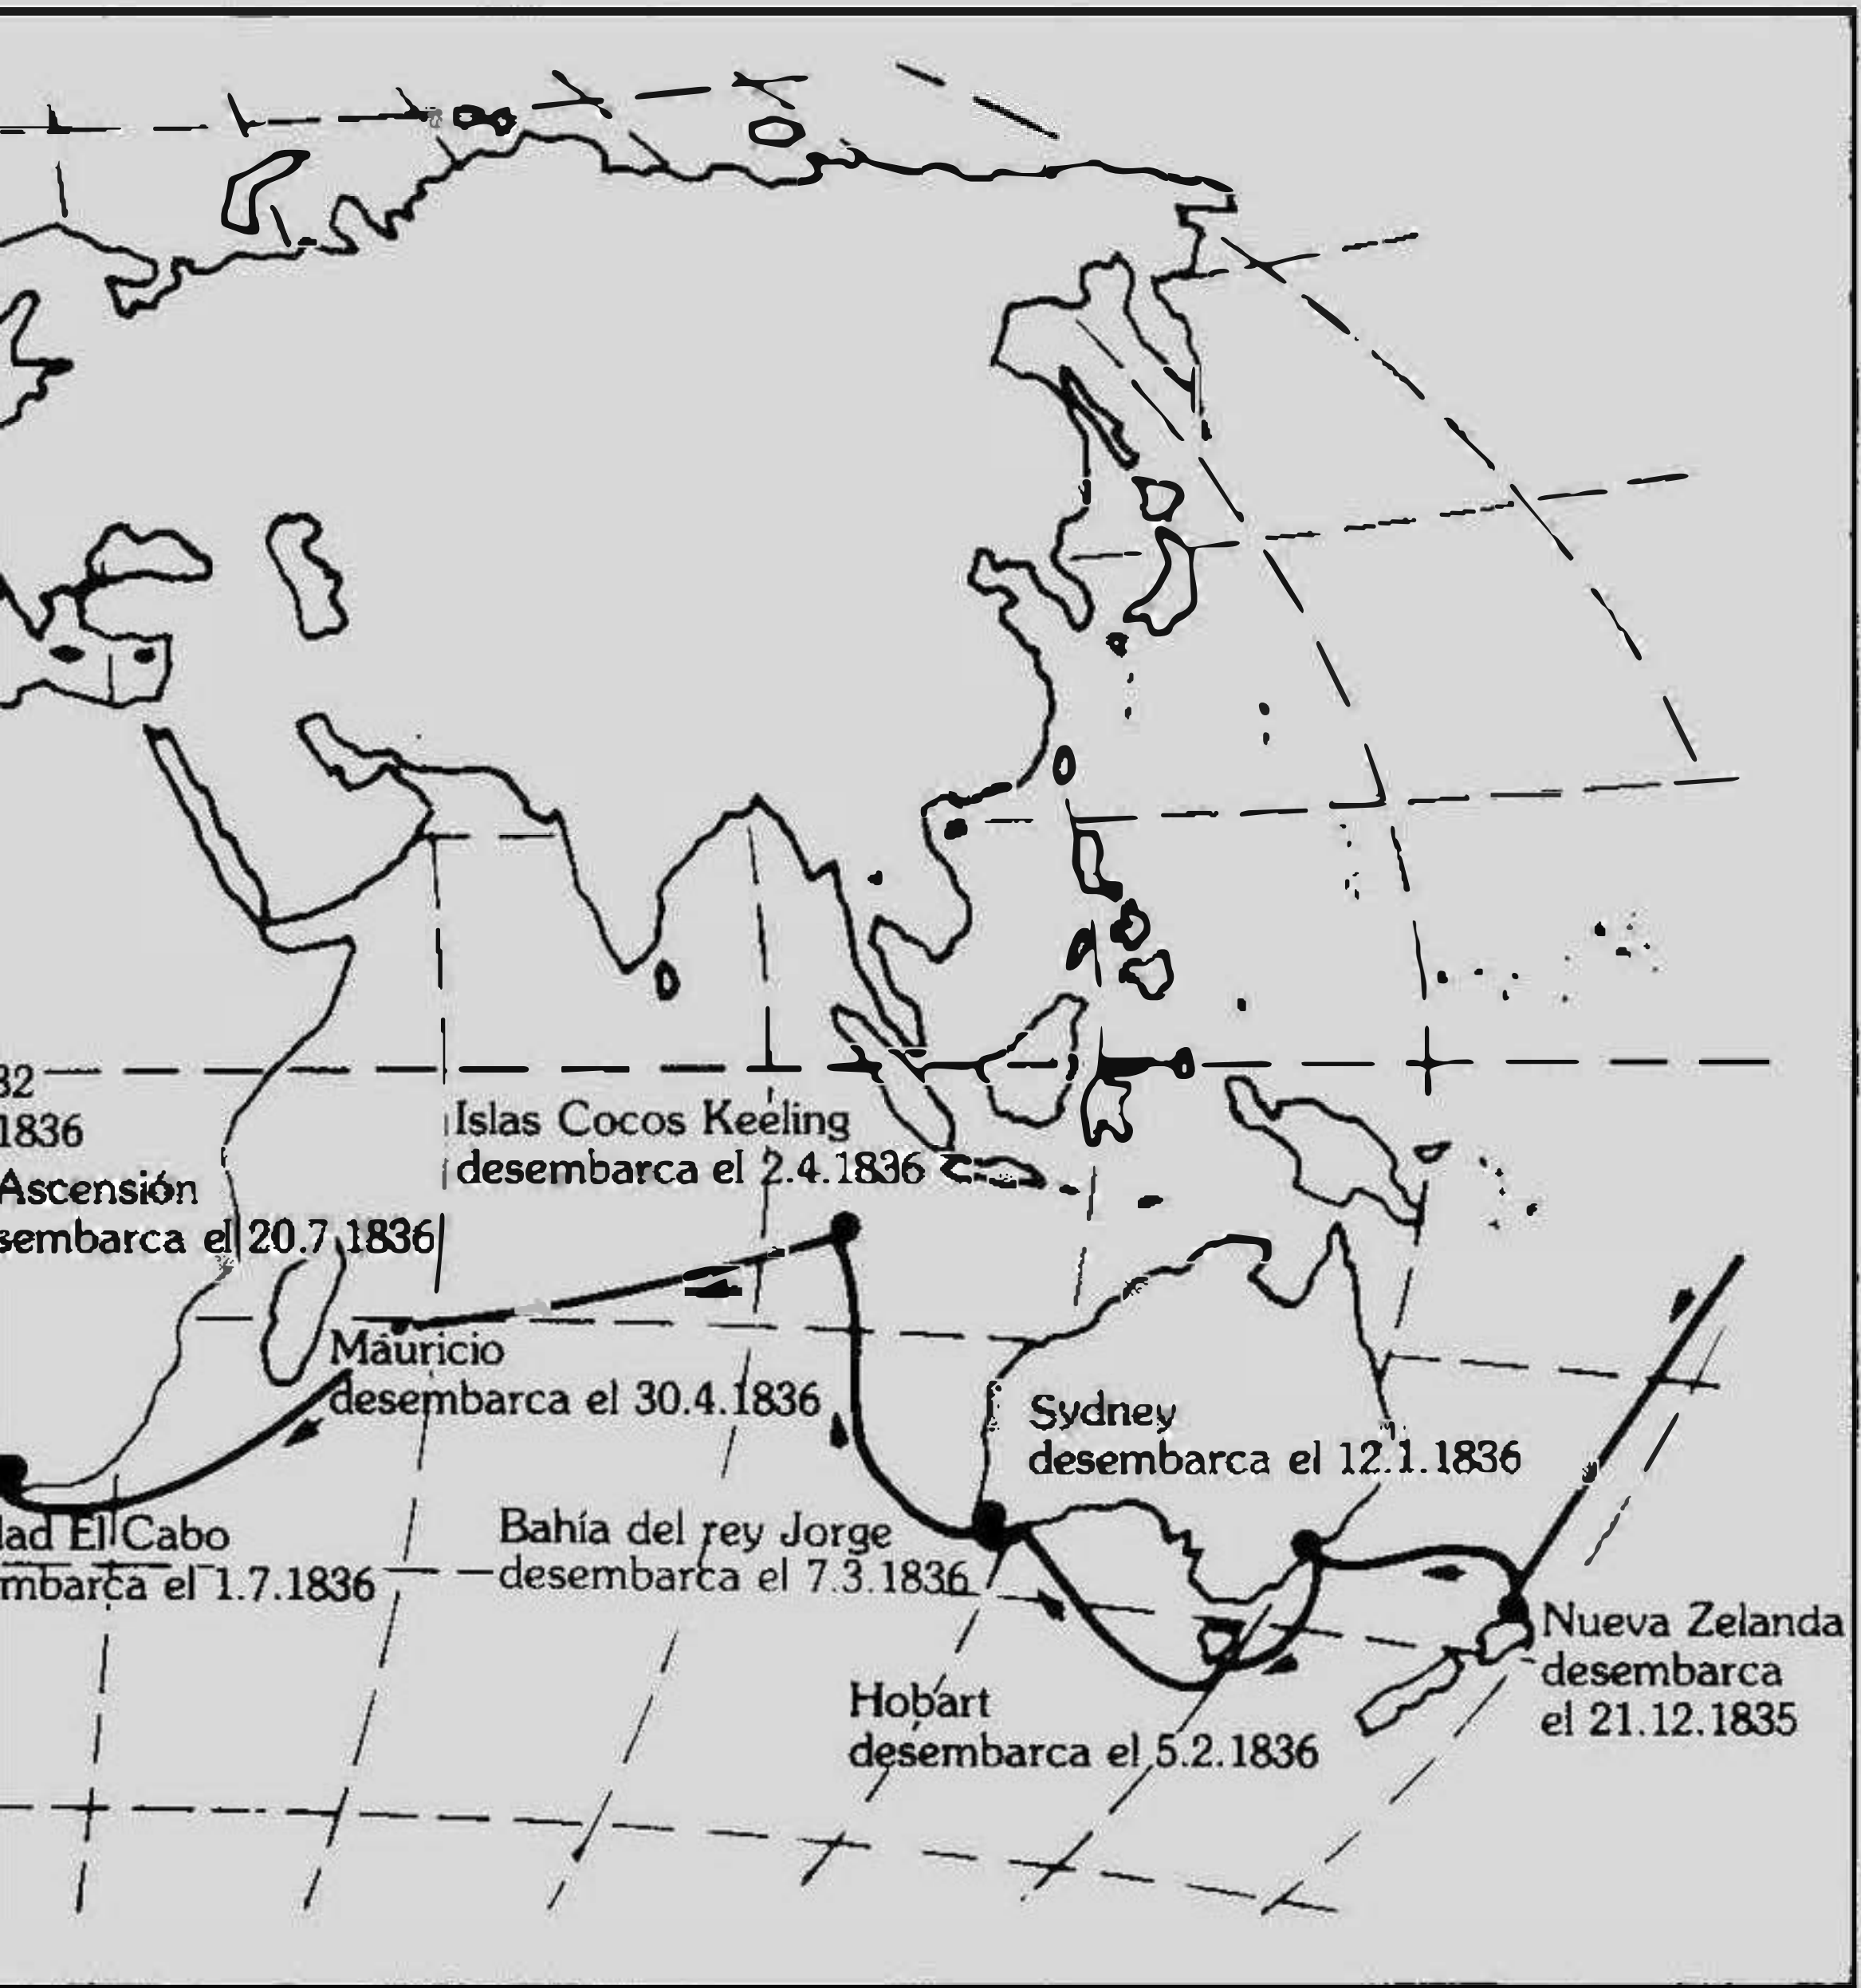 32
1836
Ascensión
sembarca el 20.7.1836
Islas Cocos Keeling
desembarca el 2.4.1836
Mauricio
desembarca el 30.4.1836
Sydney
desembarca el 12.1.1836
dad El Cabo
mbarca el 1.7.1836
Bahía del rey Jorge
desembarca el 7.3.1836
Nueva Zelanda
desembarca
el 21.12.1835
Hobart
desembarca el 5.2.1836